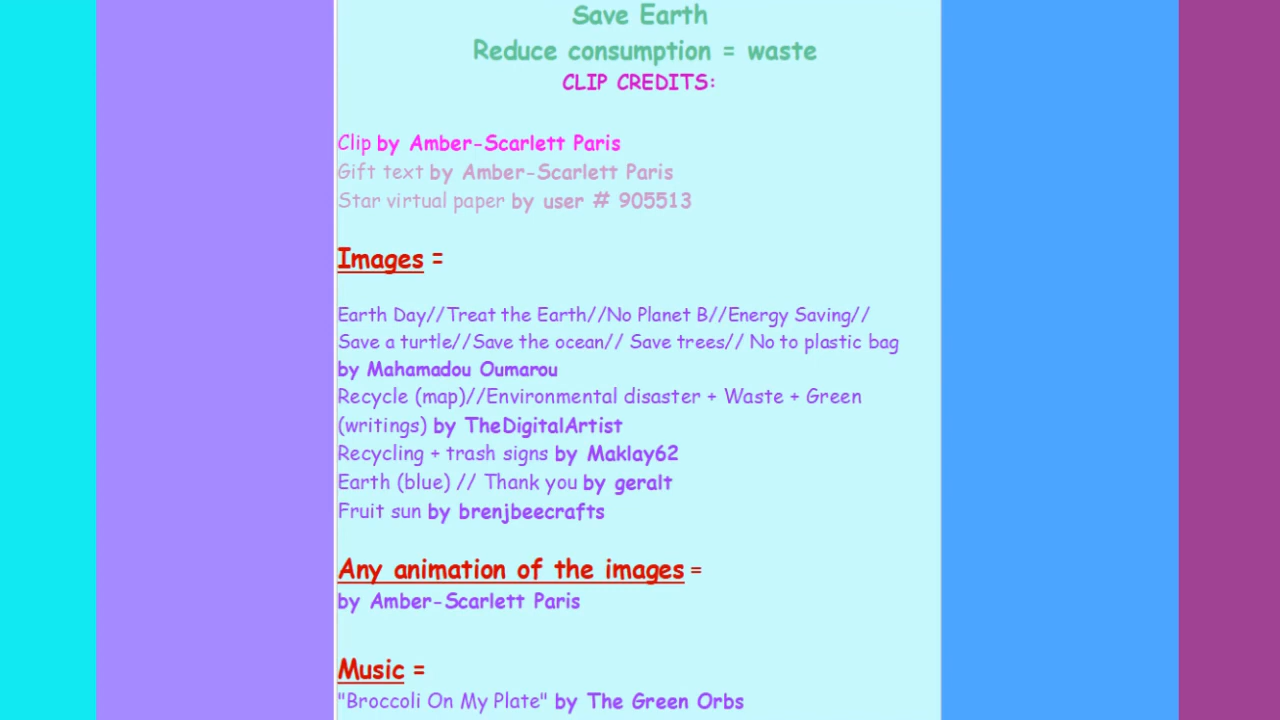 Save Earth
Reduce consumption = waste
CLIP CREDITS:
Clip by Amber-Scarlett Paris
Gift text by Amber-Scarlett Paris
Star virtual paper by user # 905513
Images =
Earth Day//Treat the Earth//No Planet B//Energy Saving//
Save a turtle//Save the ocean// Save trees// No to plastic bag
by Mahamadou Oumarou
Recycle (map)//Environmental disaster + Waste + Green
(writings) by TheDigitalArtist
Recycling + trash signs by Maklay62
Earth (blue) // Thank you by geralt
Fruit sun by brenjbeecrafts
Any animation of the images =
by Amber-Scarlett Paris
Music =
"Broccoli On My Plate" by The Green Orbs